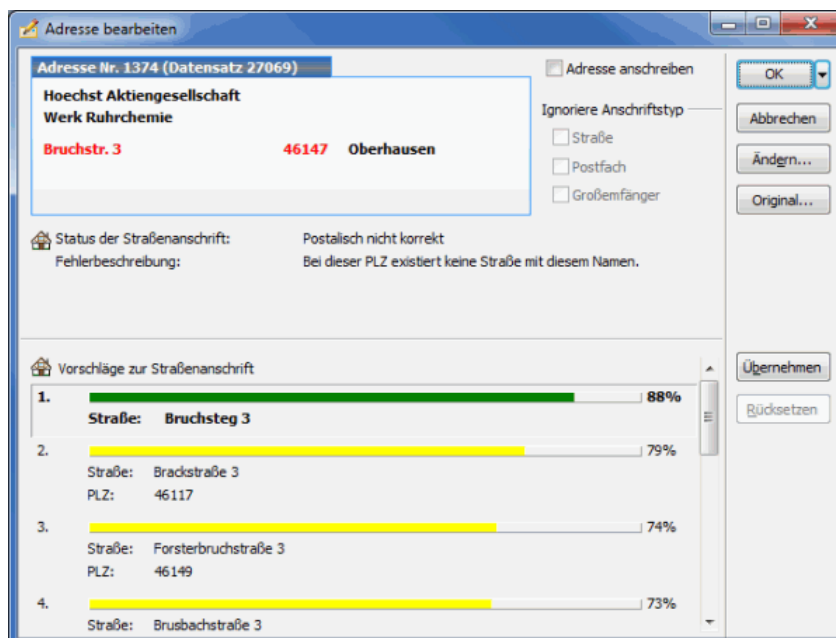 Adresse bearbeiten
Adresse Nr. 1374 (Datensatz 27069)
Hoechst Aktiengesellschaft
Werk Ruhrchemie
Bruchstr. 3 46147 Oberhausen
Adresse anschreiben
Ignoriere Anschriftstyp
Straße
Postfach
Großemfänger
OK
Abbrechen
Ändern...
Original...
Status der Straßenanschrift: Postalisch nicht korrekt
Fehlerbeschreibung: Bei dieser PLZ existiert keine Straße mit diesem Namen.
Vorschläge zur Straßenanschrift
Übernehmen
Rücksetzen
1. 88%
Straße: Bruchsteg 3
2. 79%
Straße: Brackstraße 3
PLZ: 46117
3. 74%
Straße: Forsterbruchstraße 3
PLZ: 46149
4. 73%
Straße: Brusbachstraße 3